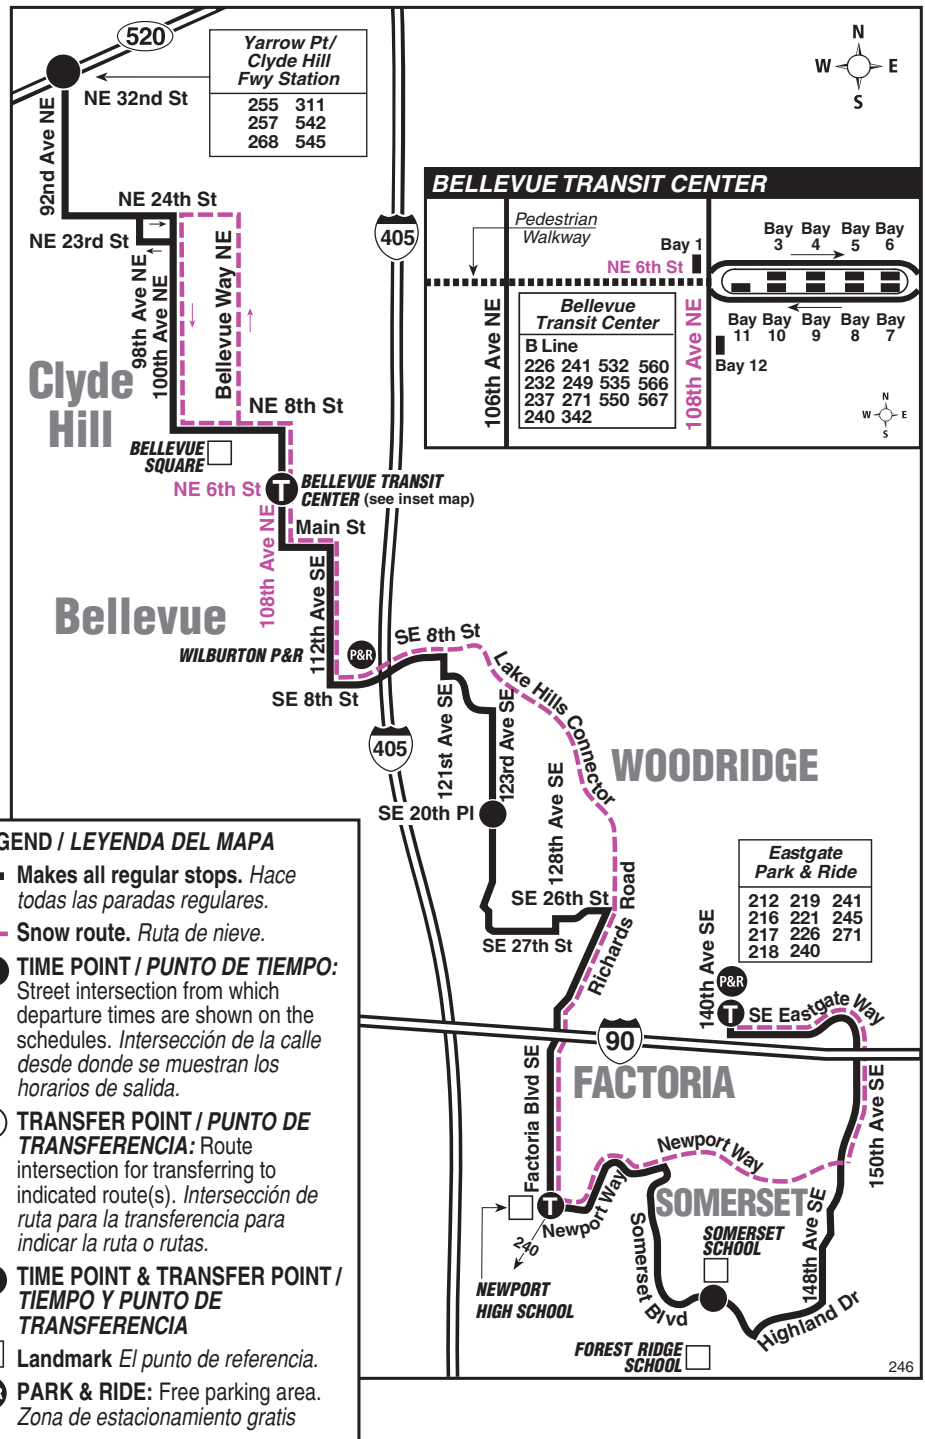 520
Yarrow Pt/
Clyde Hill
Fwy Station
255 311
257 542
268 545
N
W E
S
NE 32nd St
92nd Ave NE
NE 24th St
NE 23rd St
98th Ave NE
100th Ave NE
Bellevue Way NE
405
Clyde
Hill
NE 8th St
BELLEVUE
SQUARE
NE 6th St
T
BELLEVUE TRANSIT
CENTER (see inset map)
108th Ave NE
Main St
BELLEVUE TRANSIT CENTER
Pedestrian
Walkway
Bay 1
NE 6th St
Bay Bay Bay Bay
3 4 5 6
106th Ave NE
Bellevue
Transit Center
B Line
226 241 532 560
232 249 535 566
237 271 550 567
240 342
108th Ave NE
Bay Bay Bay Bay Bay
11 10 9 8 7
Bay 12
N
W E
S
Bellevue
112th Ave SE
WILBURTON P&R
P&R
SE 8th St
SE 8th St
Lake Hills Connector
405
121st Ave SE
123rd Ave SE
WOODRIDGE
SE 20th Pl
128th Ave SE
SE 26th St
SE 27th St
Richards Road
Eastgate
Park & Ride
212 219 241
216 221 245
217 226 271
218 240
140th Ave SE
P&R
T
SE Eastgate Way
90
FACTORIA
Factoria Blvd SE
150th Ave SE
Newport Way
T
Newport Way
240
SOMERSET
SOMERSET
SCHOOL
148th Ave SE
Somerset Blvd
Highland Dr
NEWPORT
HIGH SCHOOL
FOREST RIDGE
SCHOOL
246
GEND / LEYENDA DEL MAPA
Makes all regular stops. Hace
todas las paradas regulares.
Snow route. Ruta de nieve.
TIME POINT / PUNTO DE TIEMPO:
Street intersection from which
departure times are shown on the
schedules. Intersección de la calle
desde donde se muestran los
horarios de salida.
TRANSFER POINT / PUNTO DE
TRANSFERENCIA: Route
intersection for transferring to
indicated route(s). Intersección de
ruta para la transferencia para
indicar la ruta o rutas.
TIME POINT & TRANSFER POINT /
TIEMPO Y PUNTO DE
TRANSFERENCIA
Landmark El punto de referencia.
PARK & RIDE: Free parking area.
Zona de estacionamiento gratis